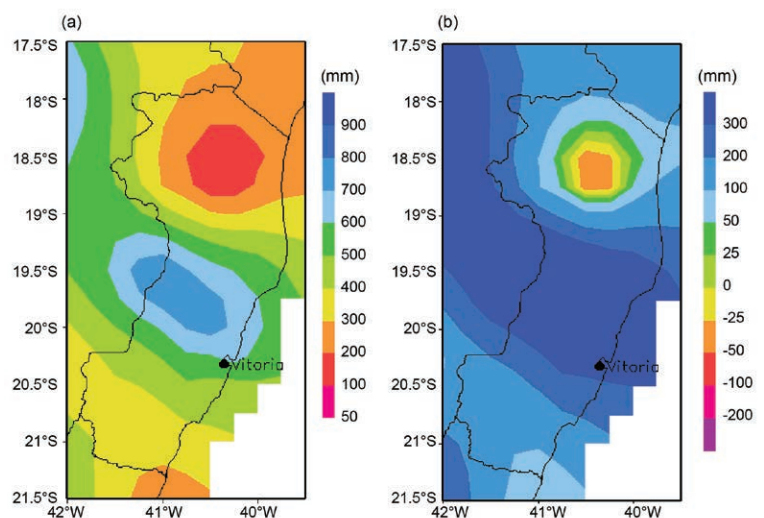 (a)
(b)
17.5°S
18°S
18.5°S
19°S
19.5°S
20°S
20.5°S
21°S
21.5°S
42°W
41°W
40°W
Vitoria
(mm)
900
800
700
600
500
400
300
200
100
50
17.5°S
18°S
18.5°S
19°S
19.5°S
20°S
20.5°S
21°S
21.5°S
42°W
41°W
40°W
Vitoria
(mm)
300
200
100
50
25
0
-25
-50
-100
-200